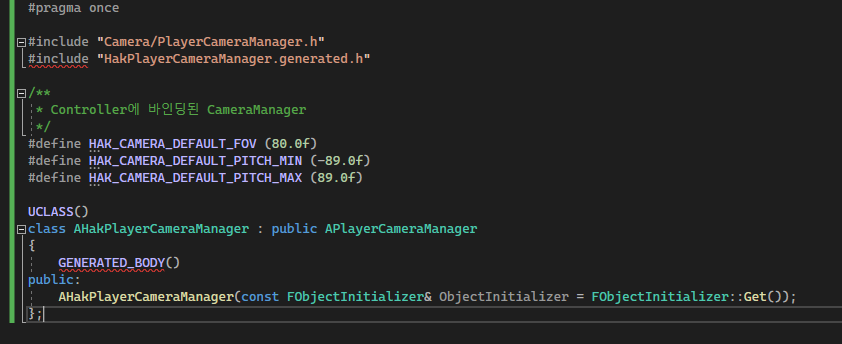 #pragma once
#include "Camera/PlayerCameraManager.h"
#include "HakPlayerCameraManager.generated.h"
/**
* Controller에 바인딩된 CameraManager
*/
#define HAK_CAMERA_DEFAULT_FOV (80.0f)
#define HAK_CAMERA_DEFAULT_PITCH_MIN (-89.0f)
#define HAK_CAMERA_DEFAULT_PITCH_MAX (89.0f)
UCLASS()
class AHakPlayerCameraManager : public APlayerCameraManager
{
GENERATED_BODY()
public:
AHakPlayerCameraManager(const FObjectInitializer& ObjectInitializer = FObjectInitializer::Get());
};